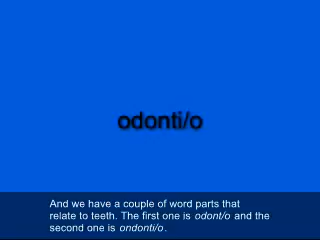 odonti/o
And we have a couple of word parts that
relate to teeth. The first one is odont/o and the
second one is ondonti/o.